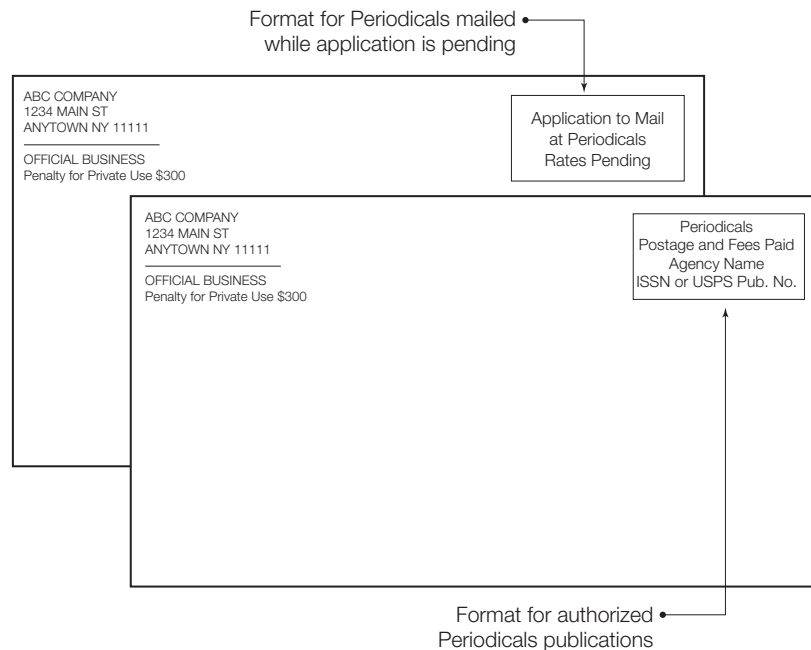 Format for Periodicals mailed
while application is pending
ABC COMPANY
1234 MAIN ST
ANYTOWN NY 11111
OFFICIAL BUSINESS
Penalty for Private Use $300
Application to Mail
at Periodicals
Rates Pending
ABC COMPANY
1234 MAIN ST
ANYTOWN NY 11111
OFFICIAL BUSINESS
Penalty for Private Use $300
Periodicals
Postage and Fees Paid
Agency Name
ISSN or USPS Pub. No.
Format for authorized
Periodicals publications